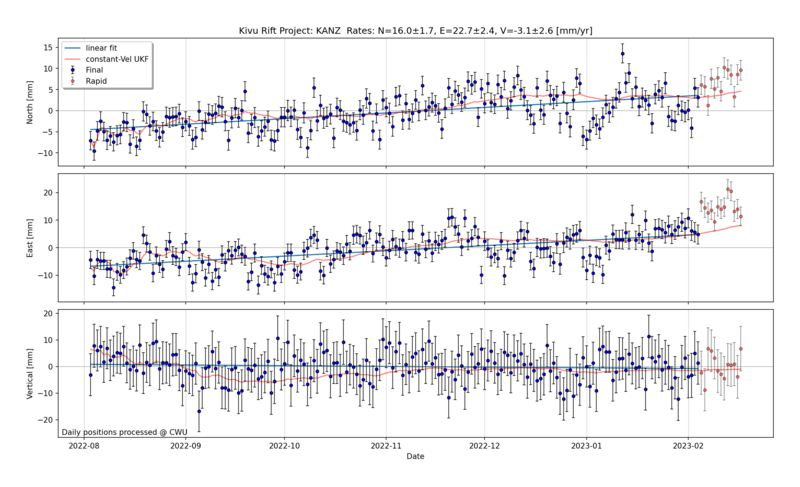 Kivu Rift Project: KANZ  Rates: N=16.0±1.7, E=22.7±2.4, V=-3.1±2.6 [mm/yr]
linear fit
constant-Vel UKF
Final
Rapid
North [mm]
15
10
5
0
−5
−10
East [mm]
20
10
0
−10
Vertical [mm]
20
10
0
−10
−20
Daily positions processed @ CWU
2022-08 2022-09 2022-10 2022-11 2022-12 2023-01 2023-02
Date